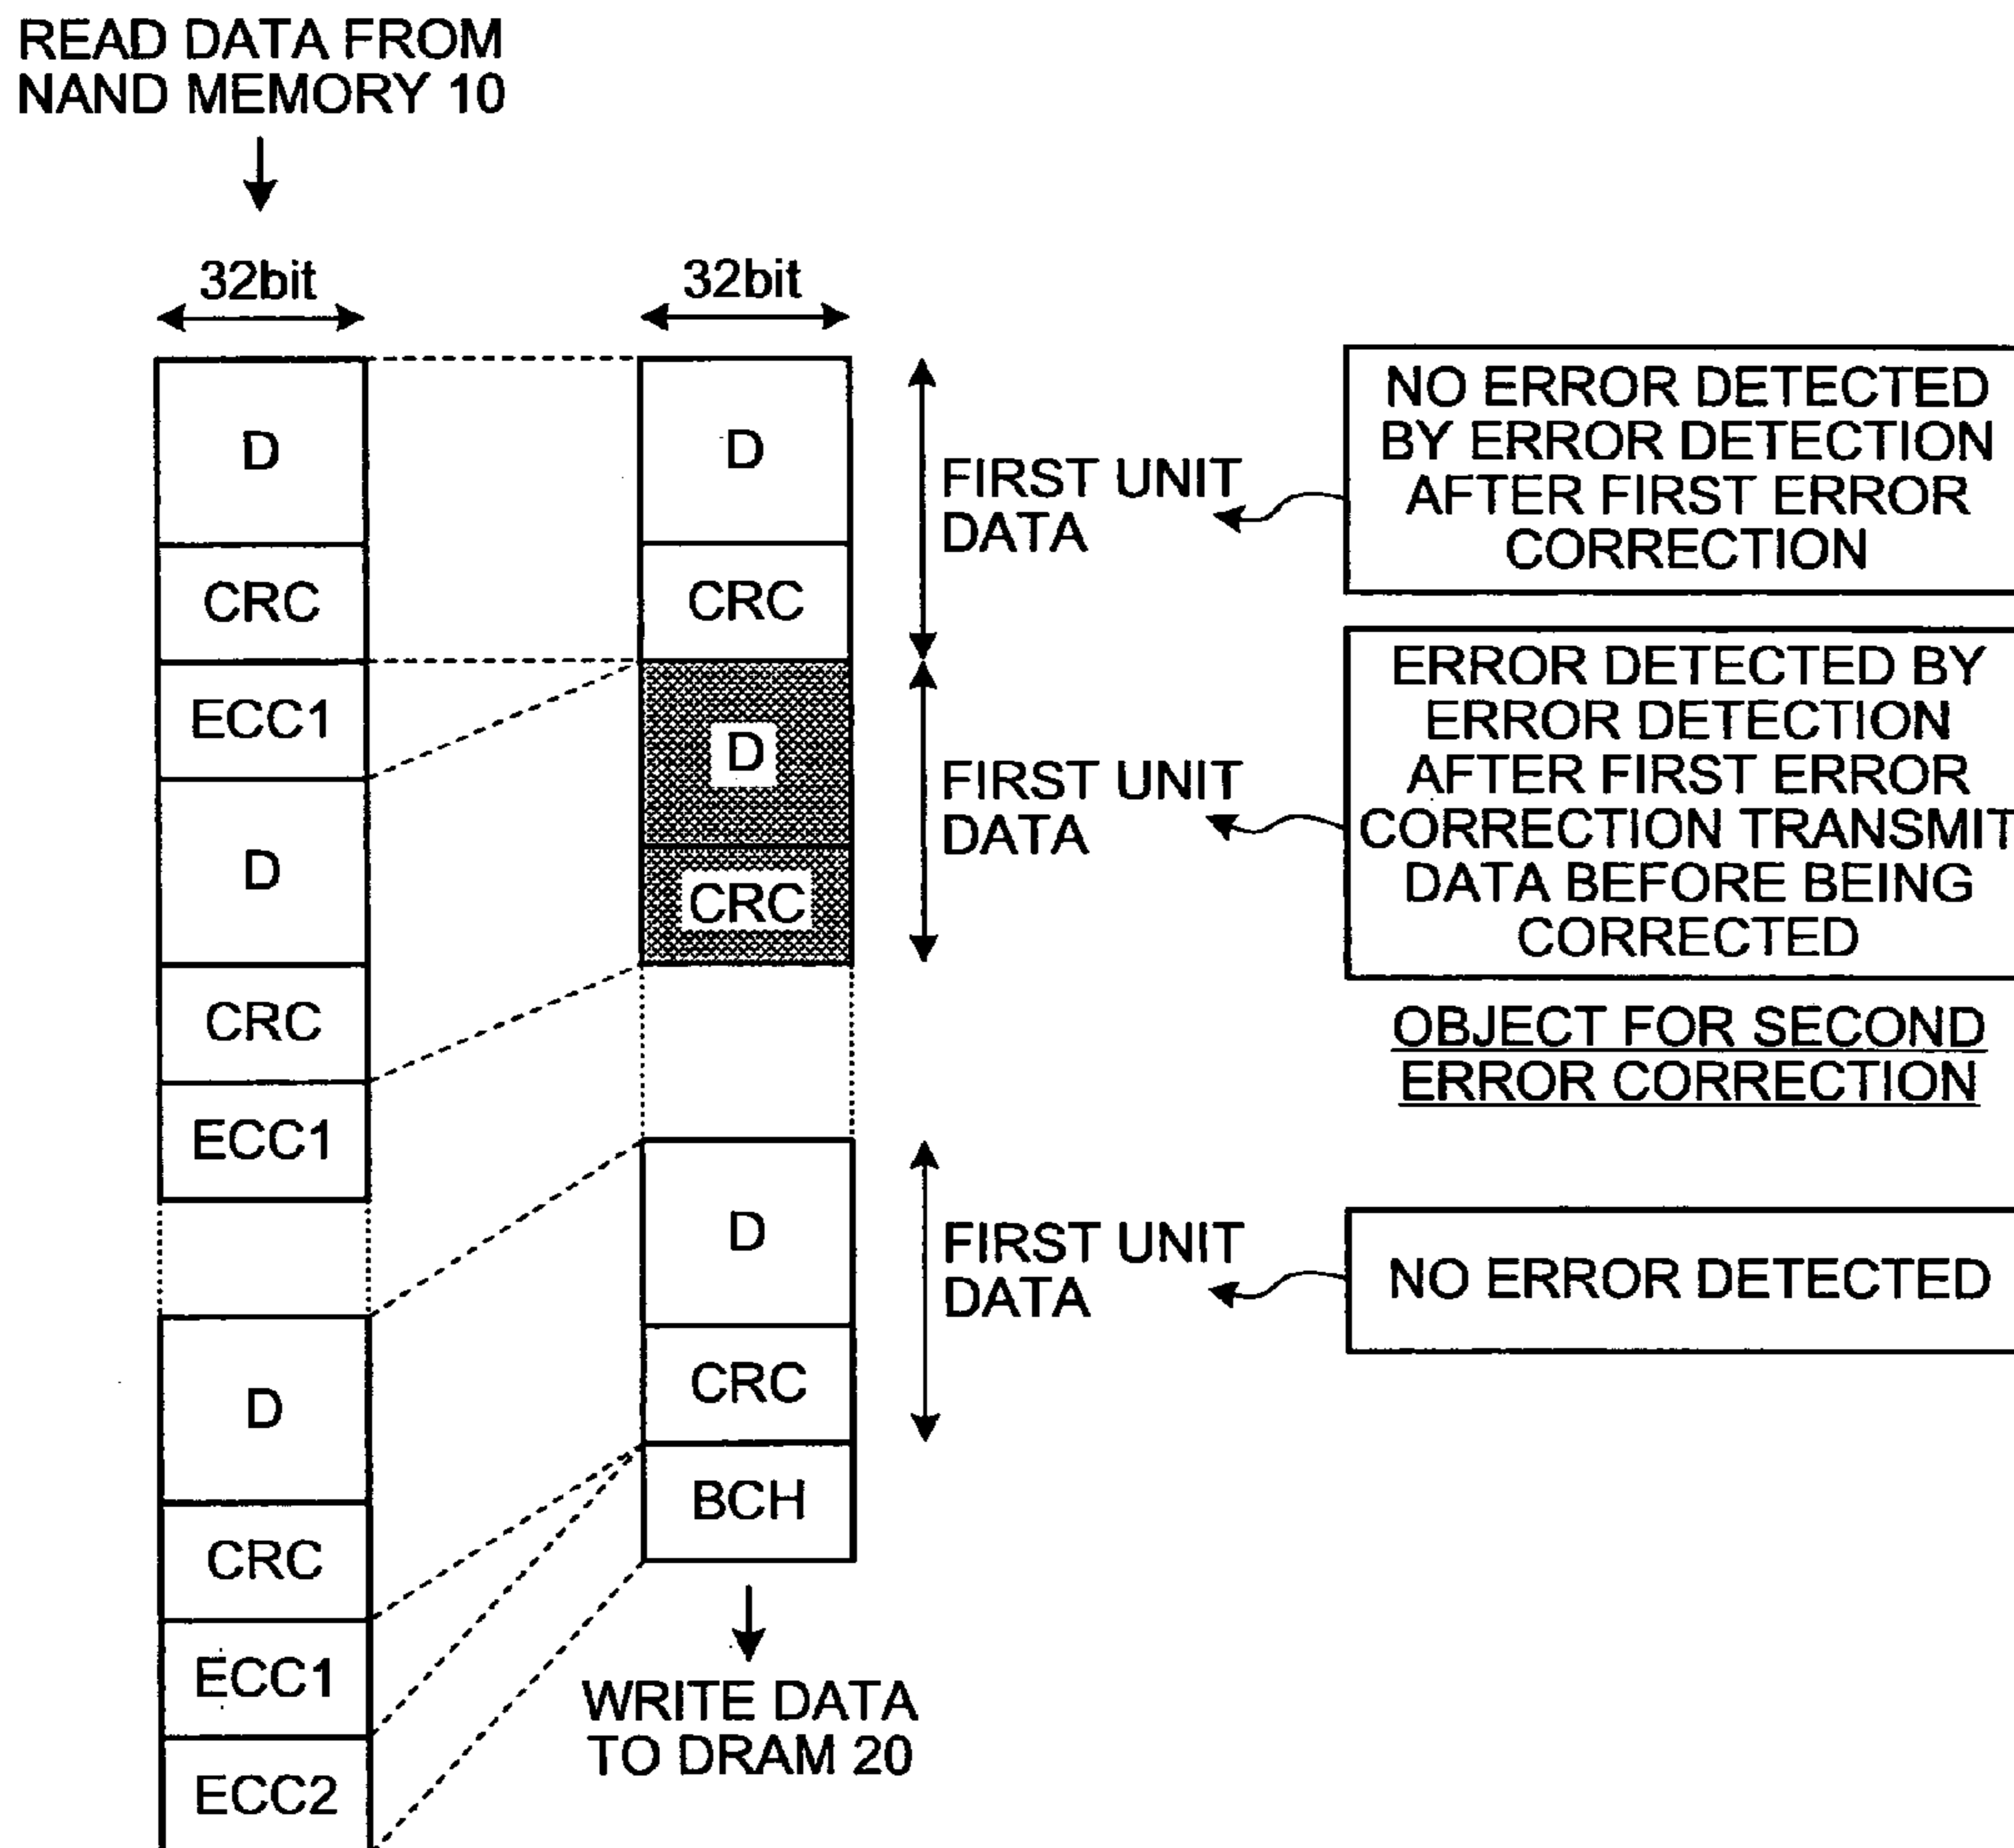 READ DATA FROM
NAND MEMORY 10
32bit
D
CRC
ECC1
D
CRC
ECC1
D
CRC
ECC1
ECC2
32bit
D
CRC
D
CRC
D
CRC
BCH
WRITE DATA
TO DRAM 20
FIRST UNIT
DATA
FIRST UNIT
DATA
FIRST UNIT
DATA
NO ERROR DETECTED
BY ERROR DETECTION
AFTER FIRST ERROR
CORRECTION
ERROR DETECTED BY
ERROR DETECTION
AFTER FIRST ERROR
CORRECTION TRANSMIT
DATA BEFORE BEING
CORRECTED
OBJECT FOR SECOND
ERROR CORRECTION
NO ERROR DETECTED